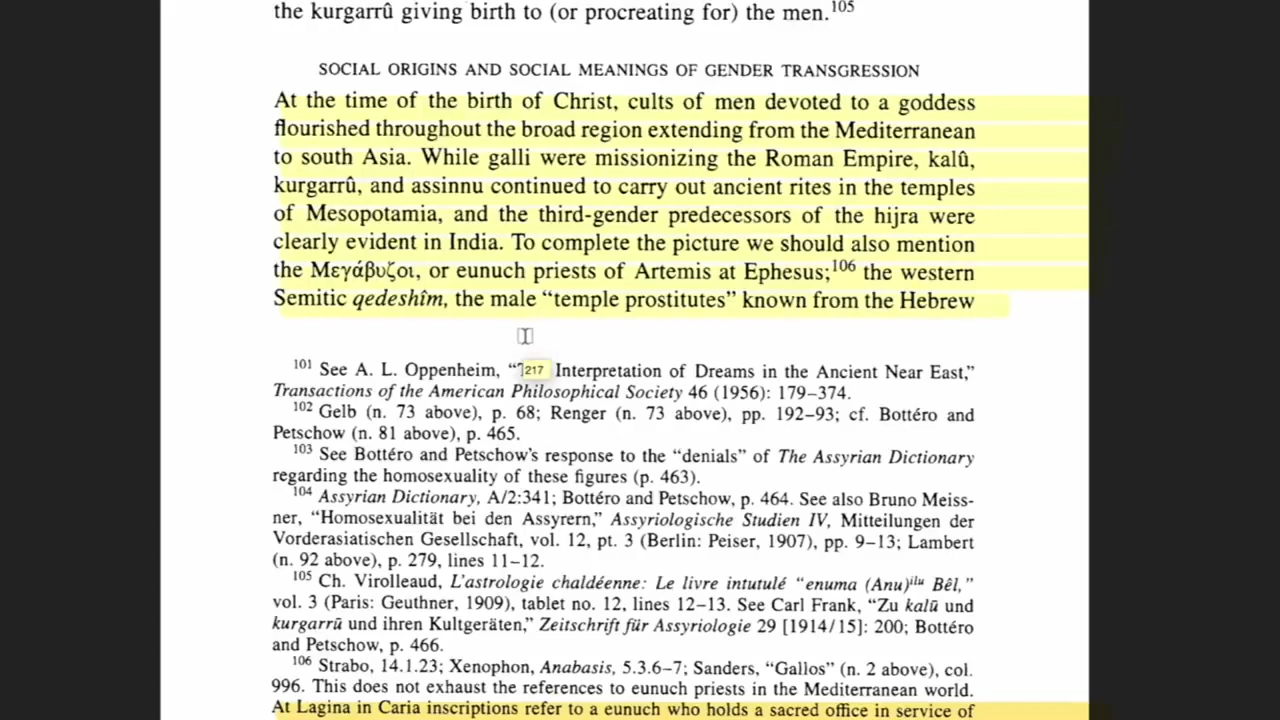 the kurgarrû giving birth to (or procreating for) the men.105
SOCIAL ORIGINS AND SOCIAL MEANINGS OF GENDER TRANSGRESSION
At the time of the birth of Christ, cults of men devoted to a goddess
flourished throughout the broad region extending from the Mediterranean
to south Asia. While galli were missionizing the Roman Empire, kalû,
kurgarrû, and assinnu continued to carry out ancient rites in the temples
of Mesopotamia, and the third-gender predecessors of the hijra were
clearly evident in India. To complete the picture we should also mention
the Μεγάβυζοι, or eunuch priests of Artemis at Ephesus;106 the western
Semitic qedeshîm, the male “temple prostitutes” known from the Hebrew
101 See A. L. Oppenheim, “ 217 Interpretation of Dreams in the Ancient Near East,”
Transactions of the American Philosophical Society 46 (1956): 179–374.
102 Gelb (n. 73 above), p. 68; Renger (n. 73 above), pp. 192–93; cf. Bottéro and
Petschow (n. 81 above), p. 465.
103 See Bottéro and Petschow’s response to the “denials” of The Assyrian Dictionary
regarding the homosexuality of these figures (p. 463).
104 Assyrian Dictionary, A/2:341; Bottéro and Petschow, p. 464. See also Bruno Meiss-
ner, “Homosexualität bei den Assyrern,” Assyriologische Studien IV, Mitteilungen der
Vorderasiatischen Gesellschaft, vol. 12, pt. 3 (Berlin: Peiser, 1907), pp. 9–13; Lambert
(n. 92 above), p. 279, lines 11–12.
105 Ch. Virolleaud, L’astrologie chaldéenne: Le livre intutulé “enuma (Anu)ilu Bêl,”
vol. 3 (Paris: Geuthner, 1909), tablet no. 12, lines 12–13. See Carl Frank, “Zu kalū und
kurgarrū und ihren Kultgeräten,” Zeitschrift für Assyriologie 29 [1914/15]: 200; Bottéro
and Petschow, p. 466.
106 Strabo, 14.1.23; Xenophon, Anabasis, 5.3.6–7; Sanders, “Gallos” (n. 2 above), col.
996. This does not exhaust the references to eunuch priests in the Mediterranean world.
At Lagina in Caria inscriptions refer to a eunuch who holds a sacred office in service of